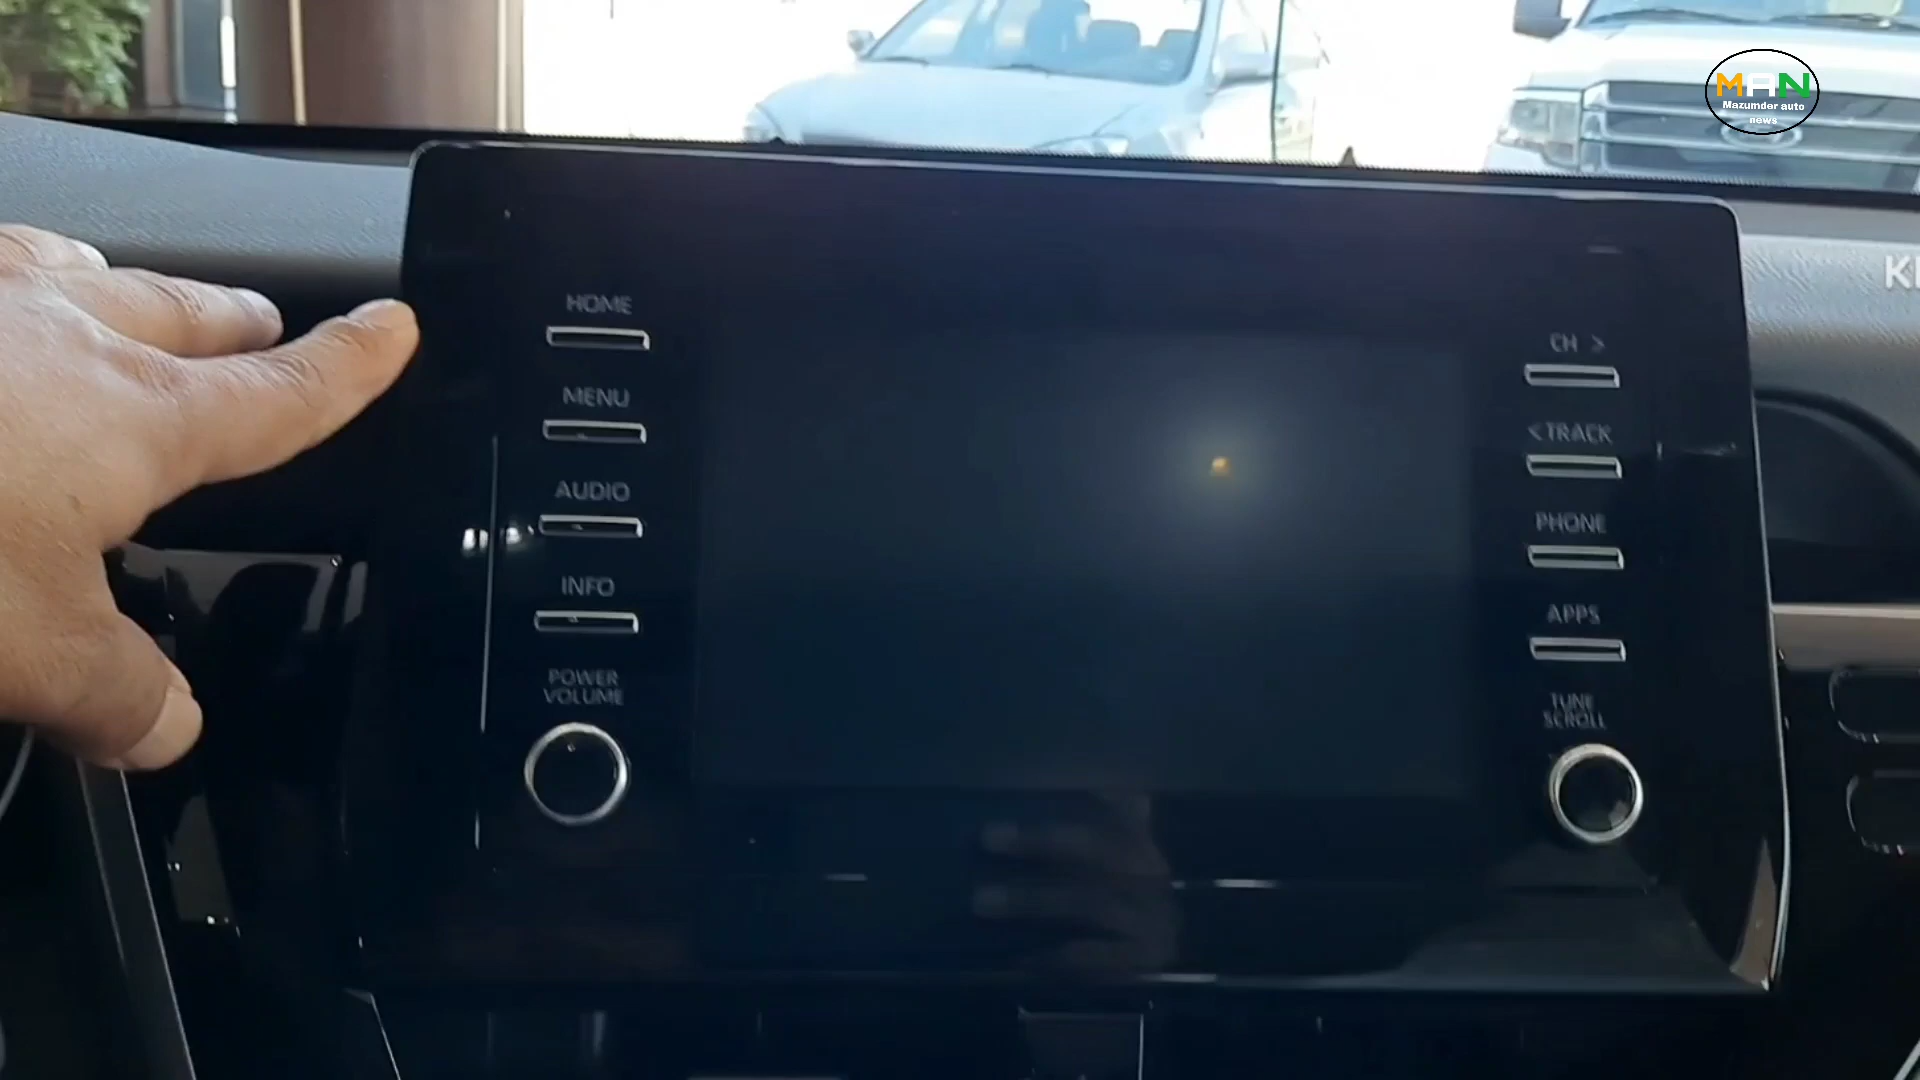 MAN
Mazumder auto
news
HOME
MENU
AUDIO
INFO
POWER
VOLUME
CH >
< TRACK
PHONE
APPS
TUNE
SCROLL